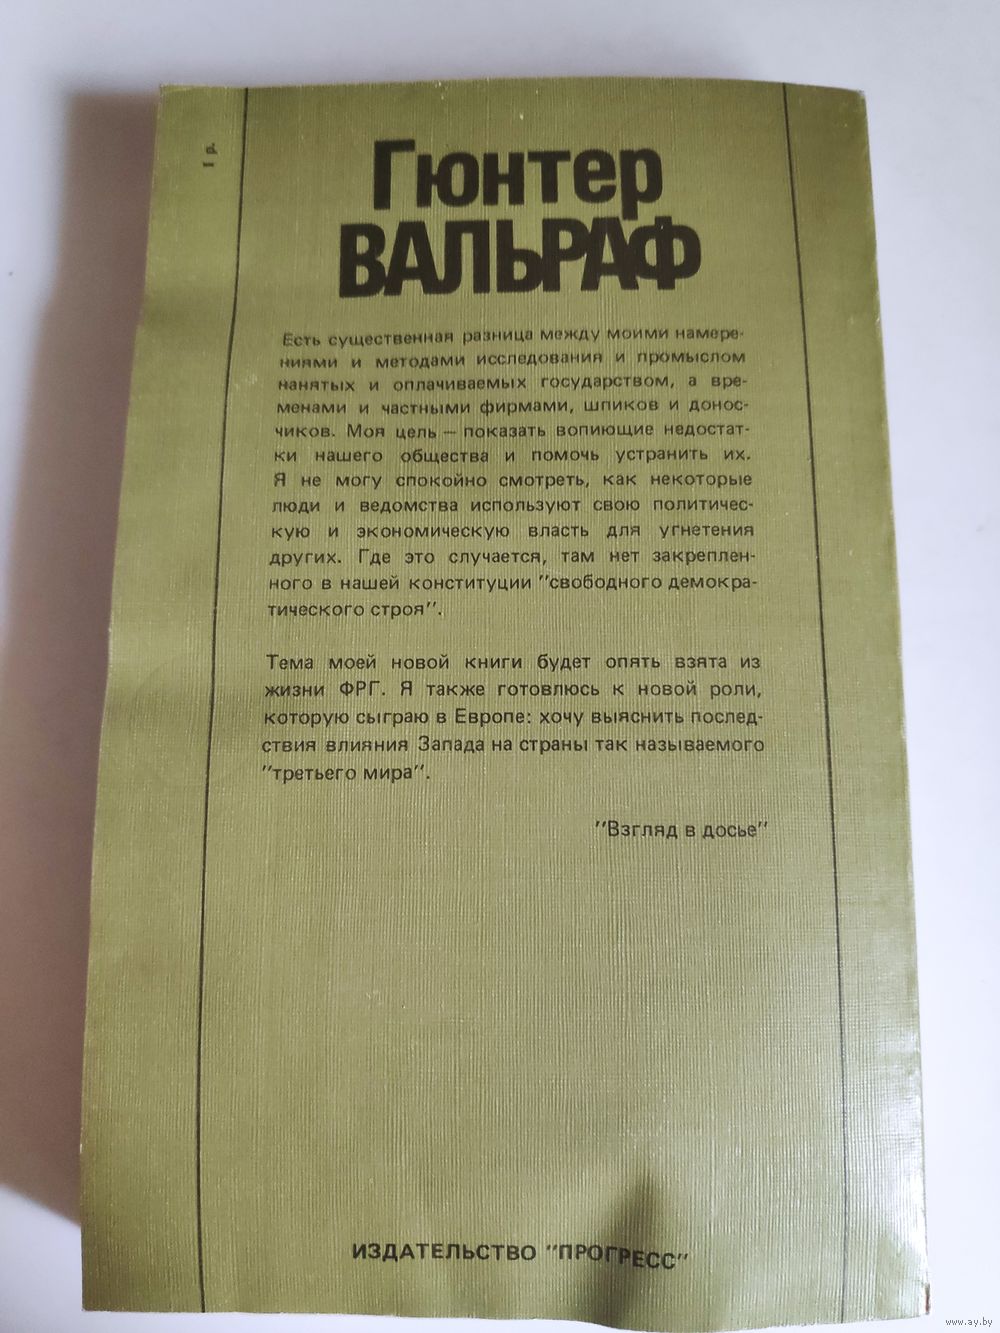 1 р.
Гюнтер
ВАЛЬРАФ
Есть существенная разница между моими намере-
ниями и методами исследования и промыслом
нанятых и оплачиваемых государством, а вре-
менами и частными фирмами, шпиков и донос-
чиков. Моя цель — показать вопиющие недостат-
ки нашего общества и помочь устранить их.
Я не могу спокойно смотреть, как некоторые
люди и ведомства используют свою политичес-
кую и экономическую власть для угнетения
других. Где это случается, там нет закреплен-
ного в нашей конституции "свободного демокра-
тического строя".
Тема моей новой книги будет опять взята из
жизни ФРГ. Я также готовлюсь к новой роли,
которую сыграю в Европе: хочу выяснить послед-
ствия влияния Запада на страны так называемого
"третьего мира".
"Взгляд в досье"
ИЗДАТЕЛЬСТВО "ПРОГРЕСС"
www.ay.by